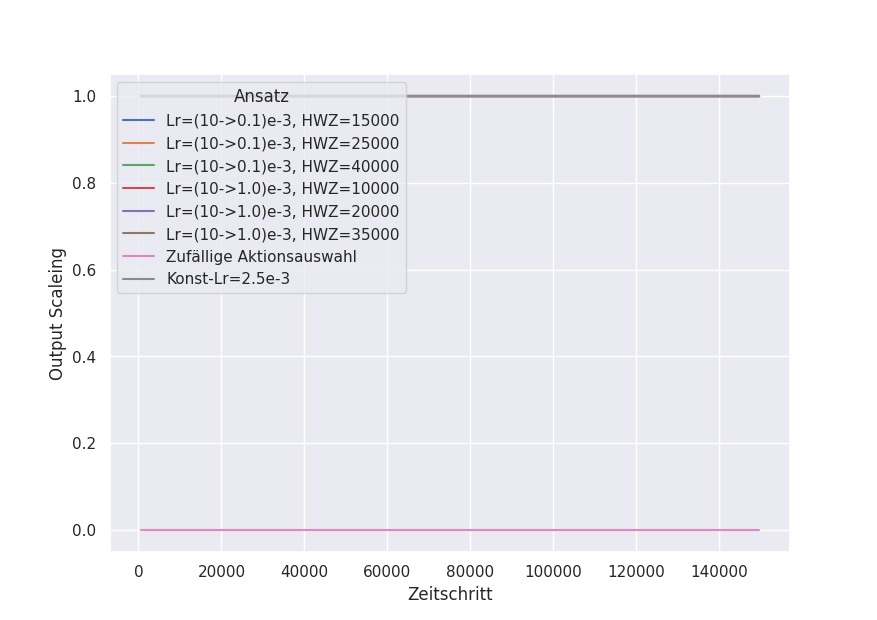 Ansatz
Lr=(10->0.1)e-3, HWZ=15000
Lr=(10->0.1)e-3, HWZ=25000
Lr=(10->0.1)e-3, HWZ=40000
Lr=(10->1.0)e-3, HWZ=10000
Lr=(10->1.0)e-3, HWZ=20000
Lr=(10->1.0)e-3, HWZ=35000
Zufällige Aktionsauswahl
Konst-Lr=2.5e-3
1.0
0.8
0.6
0.4
0.2
0.0
Output Scaleing
0 20000 40000 60000 80000 100000 120000 140000
Zeitschritt